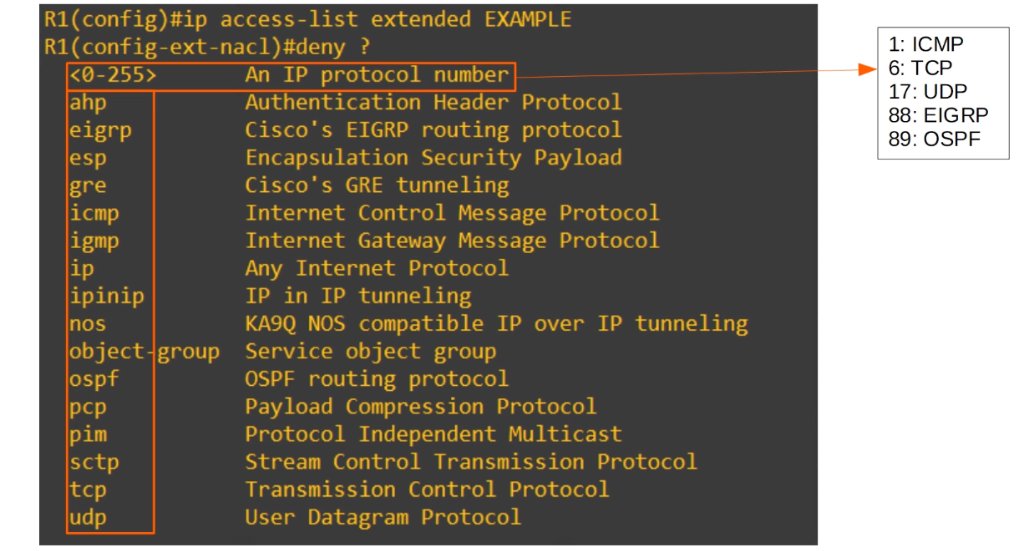 R1(config)#ip access-list extended EXAMPLE
R1(config-ext-nacl)#deny ?
<0-255> An IP protocol number
ahp Authentication Header Protocol
eigrp Cisco's EIGRP routing protocol
esp Encapsulation Security Payload
gre Cisco's GRE tunneling
icmp Internet Control Message Protocol
igmp Internet Gateway Message Protocol
ip Any Internet Protocol
ipinip IP in IP tunneling
nos KA9Q NOS compatible IP over IP tunneling
object-group Service object group
ospf OSPF routing protocol
pcp Payload Compression Protocol
pim Protocol Independent Multicast
sctp Stream Control Transmission Protocol
tcp Transmission Control Protocol
udp User Datagram Protocol
1: ICMP
6: TCP
17: UDP
88: EIGRP
89: OSPF